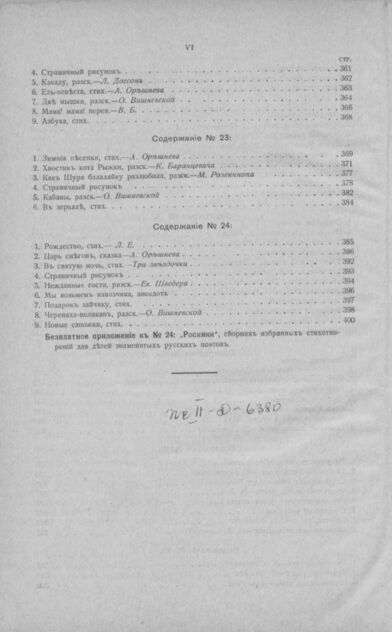 VI
СТР.
4. Страничный рисунокъ . . . 361
5. Какаду, разск.—Л. Доссонъ . . . 362
6. Ель-невѣста, стих.—А. Орѣшнева . . . 363
7. Двѣ мышки, разск.—О. Вишневской . . . 364
8. Мама! мама! перев.—В. Б. . . . 366
9. Азбука, стих. . . . 368
Содержаніе № 23:
1. Зимнія пѣсенки, стих.—А. Орѣшнева . . . 369
2. Хвостикъ кота Рыжки, разск.—К. Баранцевича . . . 371
3. Какъ Шура балалайку разлюбилъ, разск.—М. Розеннопа . . . 377
4. Страничный рисунокъ . . . 378
5. Кабаны, разск.—О. Вишневской . . . 382
6. Въ зеркалѣ, стих. . . . 384
Содержаніе № 24:
1. Рождество, стих.—Л. Е. . . . 385
2. Царь снѣговъ, сказка—А. Орѣшнева . . . 386
3. Въ святую ночь, стих.—Три звѣздочки . . . 392
4. Страничный рисунокъ . . . 393
5. Нежданные гости, разск.—Ев. Шведера . . . 394
6. Мы возьмемъ извозчика, анекдотъ . . . 396
7. Подарокъ зайчику, стих. . . . 397
8. Черепаха-великанъ, разск.—О. Вишневской . . . 398
9. Новые сапожки, стих. . . . 400
Безплатное приложеніе къ № 24: „Росинки“, сборникъ избранныхъ стихотво-
реній для дѣтей знаменитыхъ русскихъ поэтовъ.
6380